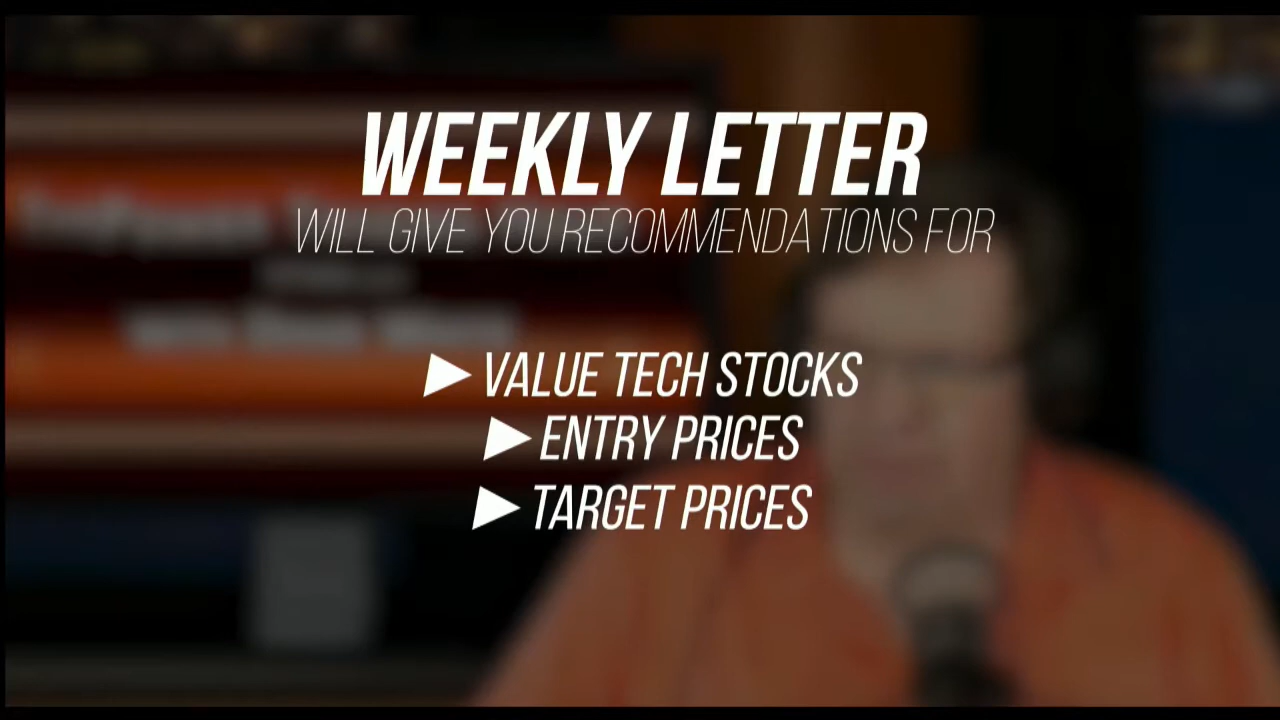 WEEKLY LETTER
WILL GIVE YOU RECOMMENDATIONS FOR
VALUE TECH STOCKS
ENTRY PRICES
TARGET PRICES